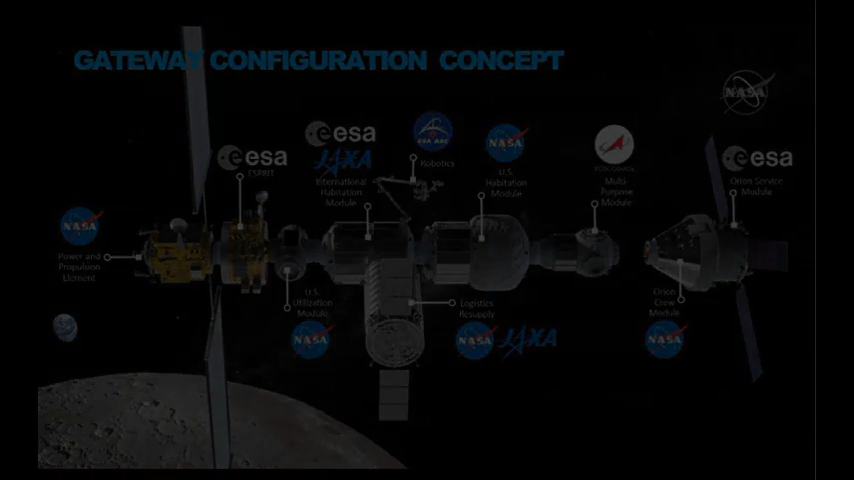 GATEWAY CONFIGURATION CONCEPT
NASA
esa
esa
JAXA
NASA
esa
ESPRIT
International
Habitation
Module
Robotics
U.S.
Habitation
Module
Multi-
Purpose
Module
Orion Service
Module
NASA
Power and
Propulsion
Element
U.S.
Utilization
Module
NASA
Logistics
Resupply
NASA
JAXA
Orion
Crew
Module
NASA